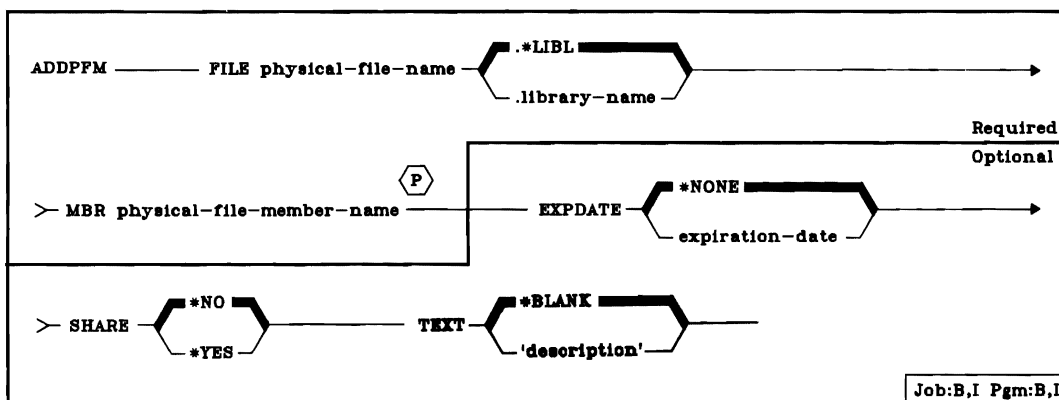 .*LIBL
ADDPFM FILE physical-file-name
.library-name
Required
Optional
P
*NONE
MBR physical-file-member-name EXPDATE
expiration-date
*NO *BLANK
SHARE TEXT
*YES 'description'
Job:B,I Pgm:B,I